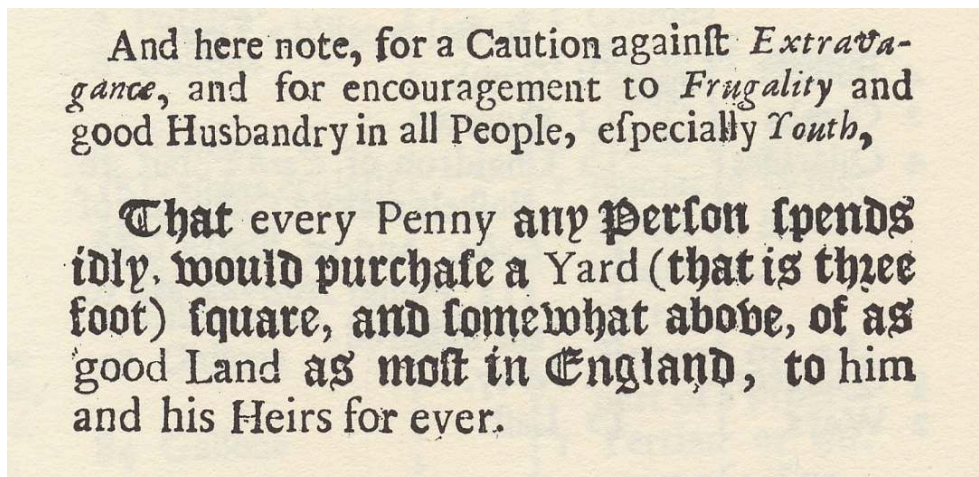 And here note, for a Caution againſt Extrava-
gance, and for encouragement to Frugality and
good Husbandry in all People, eſpecially Youth,
That every Penny any Perſon ſpends
idly, would purchaſe a Yard (that is thꝛee
foot) ſquare, and ſomewhat above, of as
good Land as moſt in England, to him
and his Heirs for ever.